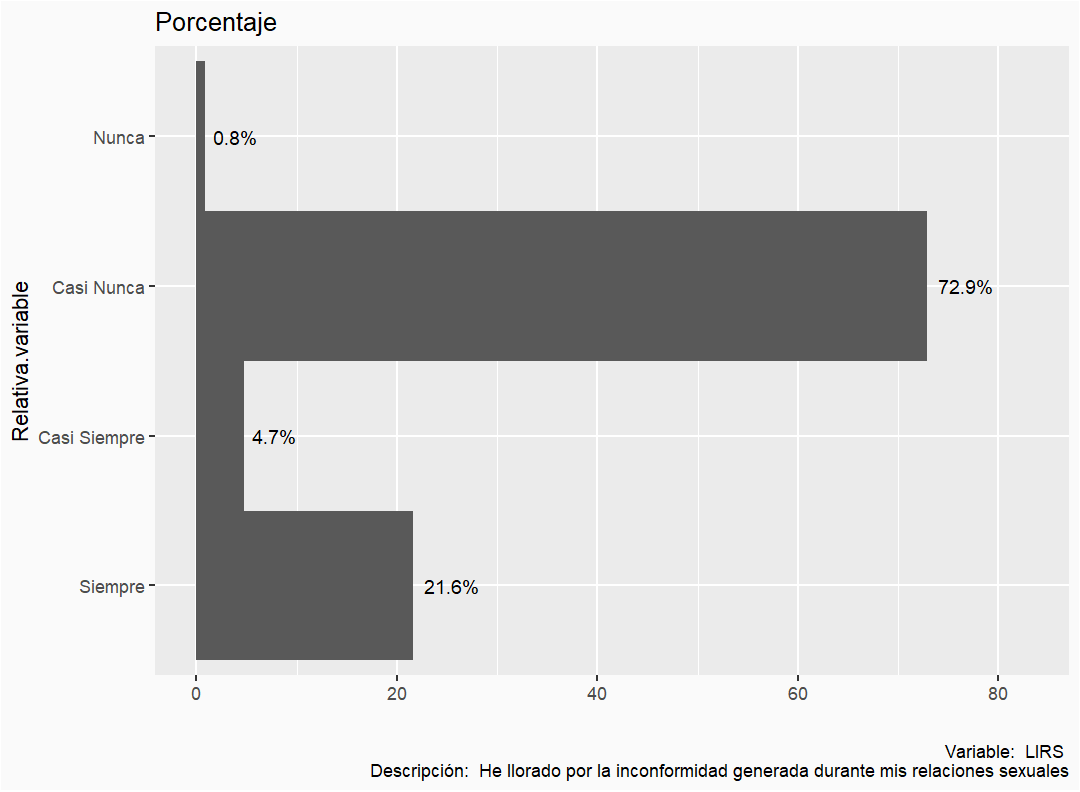 Porcentaje
Relativa.variable
Nunca
0.8%
Casi Nunca
72.9%
Casi Siempre
4.7%
Siempre
21.6%
0 20 40 60 80
Variable: LIRS
Descripción: He llorado por la inconformidad generada durante mis relaciones sexuales